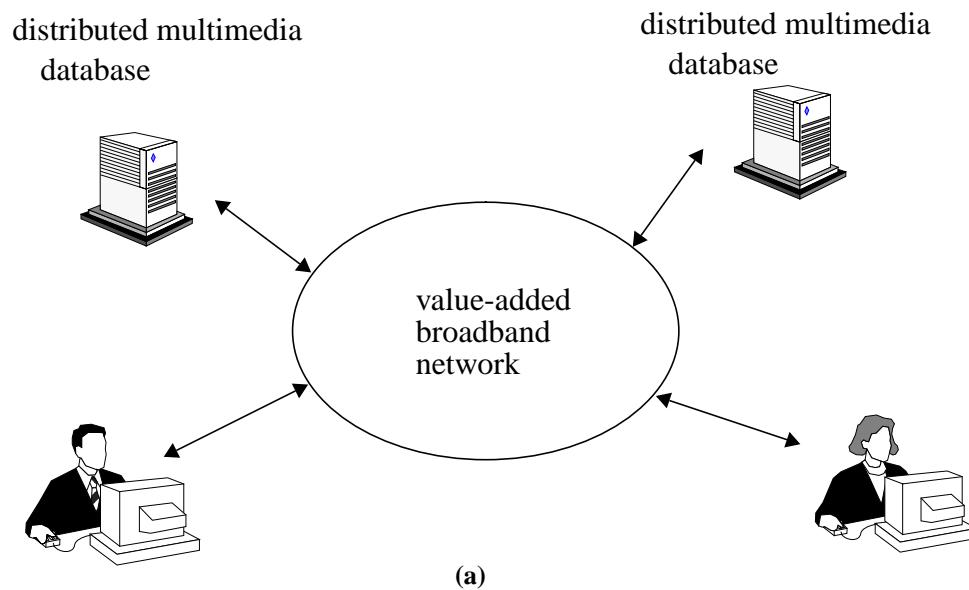 distributed multimedia
database
distributed multimedia
database
value-added
broadband
network
(a)